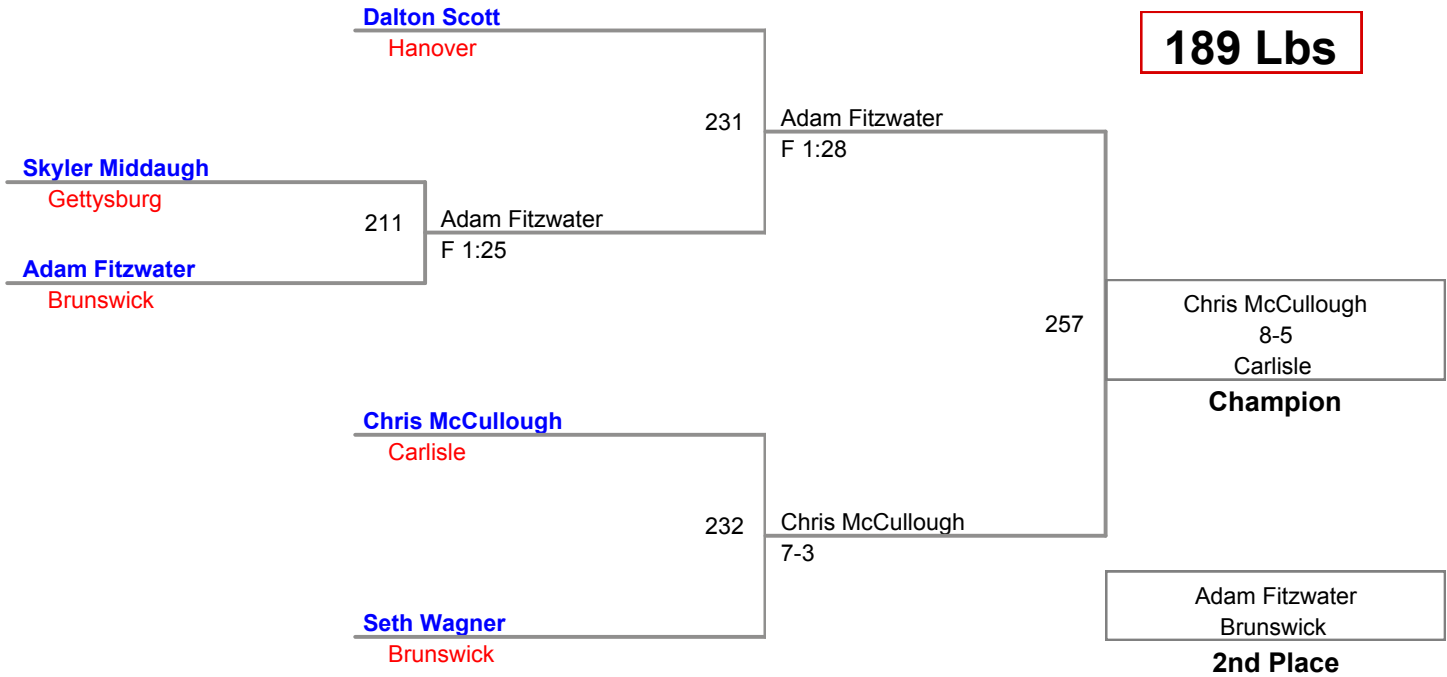 Dalton Scott
Hanover
189 Lbs
231
Adam Fitzwater
F 1:28
Skyler Middaugh
Gettysburg
211
Adam Fitzwater
F 1:25
Adam Fitzwater
Brunswick
257
Chris McCullough
8-5
Carlisle
Champion
Chris McCullough
Carlisle
232
Chris McCullough
7-3
Seth Wagner
Brunswick
Adam Fitzwater
Brunswick
2nd Place